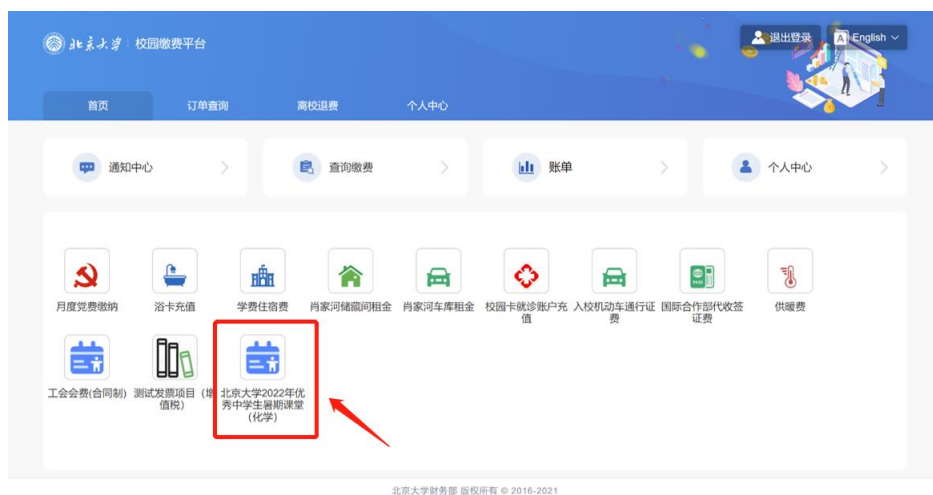 北京大学 校园缴费平台
退出登录
A English
首页 订单查询 离校退费 个人中心
通知中心 查询缴费 账单 个人中心
月度党费缴纳 浴卡充值 学费住宿费 肖家河储藏间租金 肖家河车库租金 校园卡就诊账户充 入校机动车通行证 国际合作部代收签 供暖费
值 费 证费
工会会费(合同制) 测试发票项目（增 北京大学2022年优
值税） 秀中学生暑期课堂
（化学）
北京大学财务部 版权所有 © 2016-2021